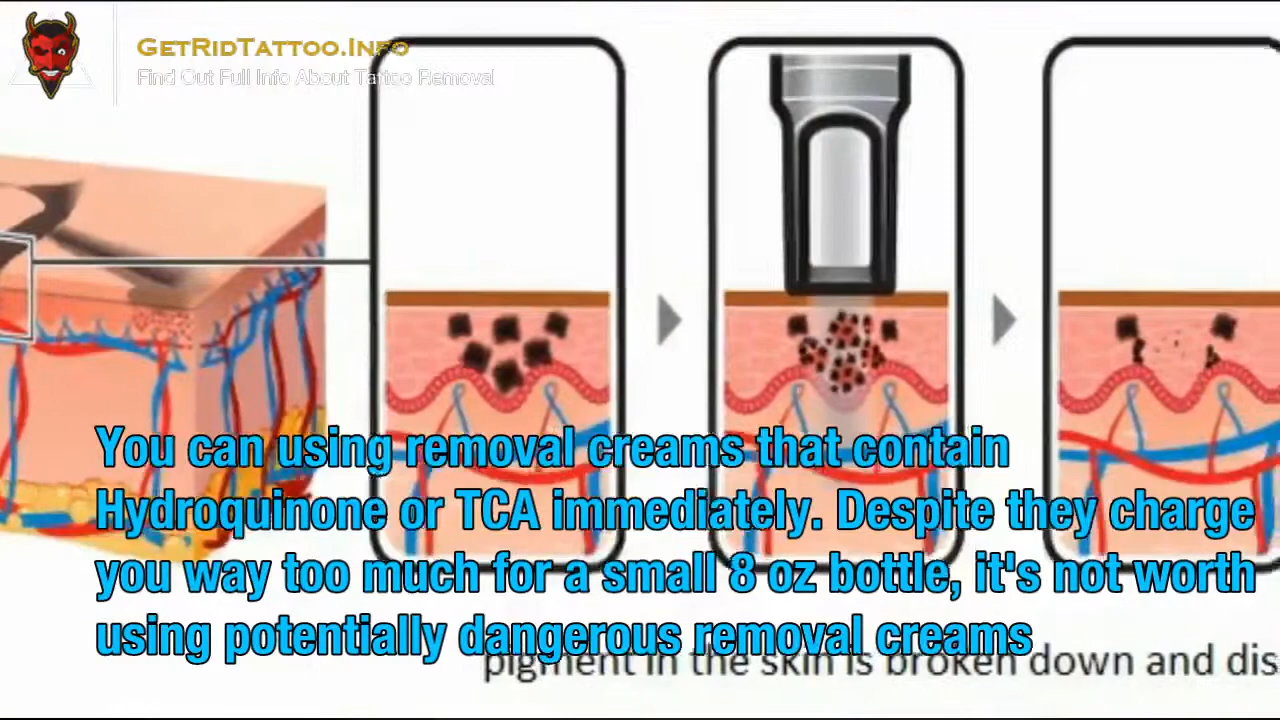 GetRidTattoo.Info
Find Out Full Info About Tattoo Removal
You can using removal creams that contain
Hydroquinone or TCA immediately. Despite they charge
you way too much for a small 8 oz bottle, it's not worth
using potentially dangerous removal creams
pigment in the skin is broken down and dis